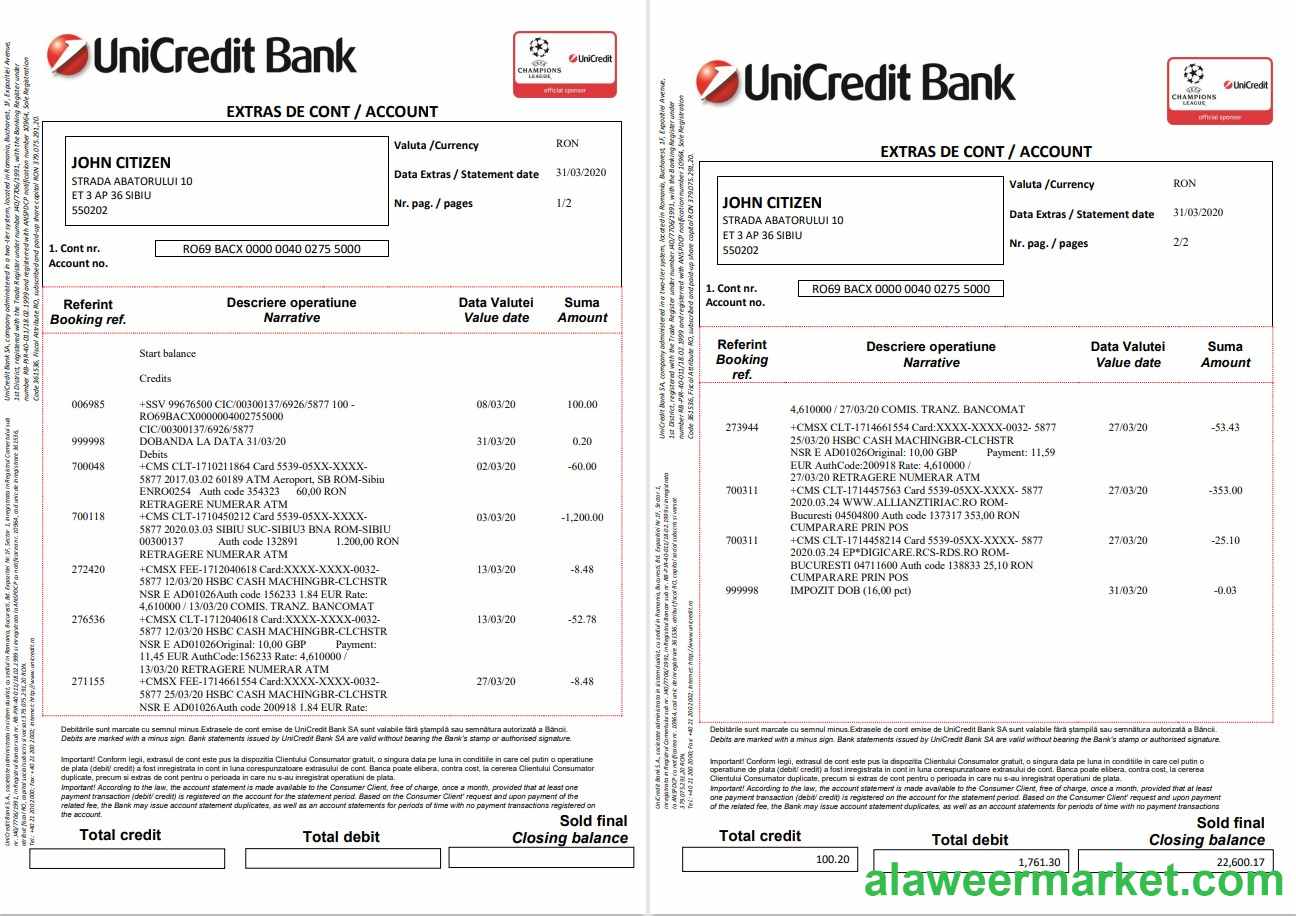 UniCredit Bank
CHAMPIONS
LEAGUE
UniCredit
official sponsor
EXTRAS DE CONT / ACCOUNT
JOHN CITIZEN
STRADA ABATORULUI 10
ET 3 AP 36 SIBIU
550202
Valuta /Currency RON
Data Extras / Statement date 31/03/2020
Nr. pag. / pages 1/2
1. Cont nr.
Account no.
RO69 BACX 0000 0040 0275 5000
Referint Descriere operatiune Data Valutei Suma
Booking ref. Narrative Value date Amount
Start balance
Credits
006985 +SSV 99676500 CIC/00300137/6926/5877 100 - 08/03/20 100.00
RO69BACX0000004002755000
CIC/00300137/6926/5877
999998 DOBANDA LA DATA 31/03/20 31/03/20 0.20
Debits
700048 +CMS CLT-1710211864 Card 5539-05XX-XXXX- 02/03/20 -60.00
5877 2017.03.02 60189 ATM Aeroport, SB ROM-Sibiu
ENRO0254 Auth code 354323 60,00 RON
RETRAGERE NUMERAR ATM
700118 +CMS CLT-1710450212 Card 5539-05XX-XXXX- 03/03/20 -1,200.00
5877 2020.03.03 SIBIU SUC-SIBIU3 BNA ROM-SIBIU
00300137 Auth code 132891 1.200,00 RON
RETRAGERE NUMERAR ATM
272420 +CMSX FEE-1712040618 Card:XXXX-XXXX-0032- 13/03/20 -8.48
5877 12/03/20 HSBC CASH MACHINGBR-CLCHSTR
NSR E AD01026Auth code 156233 1.84 EUR Rate:
4,610000 / 13/03/20 COMIS. TRANZ. BANCOMAT
276536 +CMSX CLT-1712040618 Card:XXXX-XXXX-0032- 13/03/20 -52.78
5877 12/03/20 HSBC CASH MACHINGBR-CLCHSTR
NSR E AD01026Original: 10,00 GBP Payment:
11,45 EUR AuthCode:156233 Rate: 4,610000 /
13/03/20 RETRAGERE NUMERAR ATM
271155 +CMSX FEE-1714661554 Card:XXXX-XXXX-0032- 27/03/20 -8.48
5877 25/03/20 HSBC CASH MACHINGBR-CLCHSTR
NSR E AD01026Auth code 200918 1.84 EUR Rate:
Debitările sunt marcate cu semnul minus.Extrasele de cont emise de UniCredit Bank SA sunt valabile fără ştampilă sau semnătura autorizată a Băncii.
Debits are marked with a minus sign. Bank statements issued by UniCredit Bank SA are valid without bearing the Bank's stamp or authorised signature.
Important! Conform legii, extrasul de cont este pus la dispozitia Clientului Consumator gratuit, o singura data pe luna in conditiile in care cel putin o operatiune
de plata (debit/ credit) a fost inregistrata in cont in luna corespunzatoare extrasului de cont. Banca poate elibera, contra cost, la cererea Clientului Consumator
duplicate, precum si extras de cont pentru o perioada in care nu s-au inregistrat operatiuni de plata.
Important! According to the law, the account statement is made available to the Consumer Client, free of charge, once a month, provided that at least one
payment transaction (debit/ credit) is registered on the account for the statement period. Based on the Consumer Client' request and upon payment of the
related fee, the Bank may issue account statement duplicates, as well as an account statements for periods of time with no payment transactions registered on
the account.
Total credit Total debit Sold final
Closing balance
UniCredit Bank
CHAMPIONS
LEAGUE
UniCredit
official sponsor
EXTRAS DE CONT / ACCOUNT
JOHN CITIZEN
STRADA ABATORULUI 10
ET 3 AP 36 SIBIU
550202
Valuta /Currency RON
Data Extras / Statement date 31/03/2020
Nr. pag. / pages 2/2
1. Cont nr.
Account no.
RO69 BACX 0000 0040 0275 5000
Referint Descriere operatiune Data Valutei Suma
Booking Narrative Value date Amount
ref.
4,610000 / 27/03/20 COMIS. TRANZ. BANCOMAT
273944 +CMSX CLT-1714661554 Card:XXXX-XXXX-0032- 5877 27/03/20 -53.43
25/03/20 HSBC CASH MACHINGBR-CLCHSTR
NSR E AD01026Original: 10,00 GBP Payment: 11,59
EUR AuthCode:200918 Rate: 4,610000 /
27/03/20 RETRAGERE NUMERAR ATM
700311 +CMS CLT-1714457563 Card 5539-05XX-XXXX- 5877 27/03/20 -353.00
2020.03.24 WWW.ALLIANZTIRIAC.RO ROM-
Bucuresti 04504800 Auth code 137317 353,00 RON
CUMPARARE PRIN POS
700311 +CMS CLT-1714458214 Card 5539-05XX-XXXX- 5877 27/03/20 -25.10
2020.03.24 EP*DIGICARE.RCS-RDS.RO ROM-
BUCURESTI 04711600 Auth code 138833 25,10 RON
CUMPARARE PRIN POS
999998 IMPOZIT DOB (16,00 pct) 31/03/20 -0.03
Debitările sunt marcate cu semnul minus.Extrasele de cont emise de UniCredit Bank SA sunt valabile fără ştampilă sau semnătura autorizată a Băncii.
Debits are marked with a minus sign. Bank statements issued by UniCredit Bank SA are valid without bearing the Bank's stamp or authorised signature.
Important! Conform legii, extrasul de cont este pus la dispozitia Clientului Consumator gratuit, o singura data pe luna in conditiile in care cel putin o
operatiune de plata (debit/ credit) a fost inregistrata in cont in luna corespunzatoare extrasului de cont. Banca poate elibera, contra cost, la cererea
Clientului Consumator duplicate, precum si extras de cont pentru o perioada in care nu s-au inregistrat operatiuni de plata.
Important! According to the law, the account statement is made available to the Consumer Client, free of charge, once a month, provided that at least
one payment transaction (debit/ credit) is registered on the account for the statement period. Based on the Consumer Client' request and upon payment
of the related fee, the Bank may issue account statement duplicates, as well as an account statements for periods of time with no payment transactions
Total credit Total debit Sold final
Closing balance
100.20 1,761.30 22,600.17
alaweermarket.com